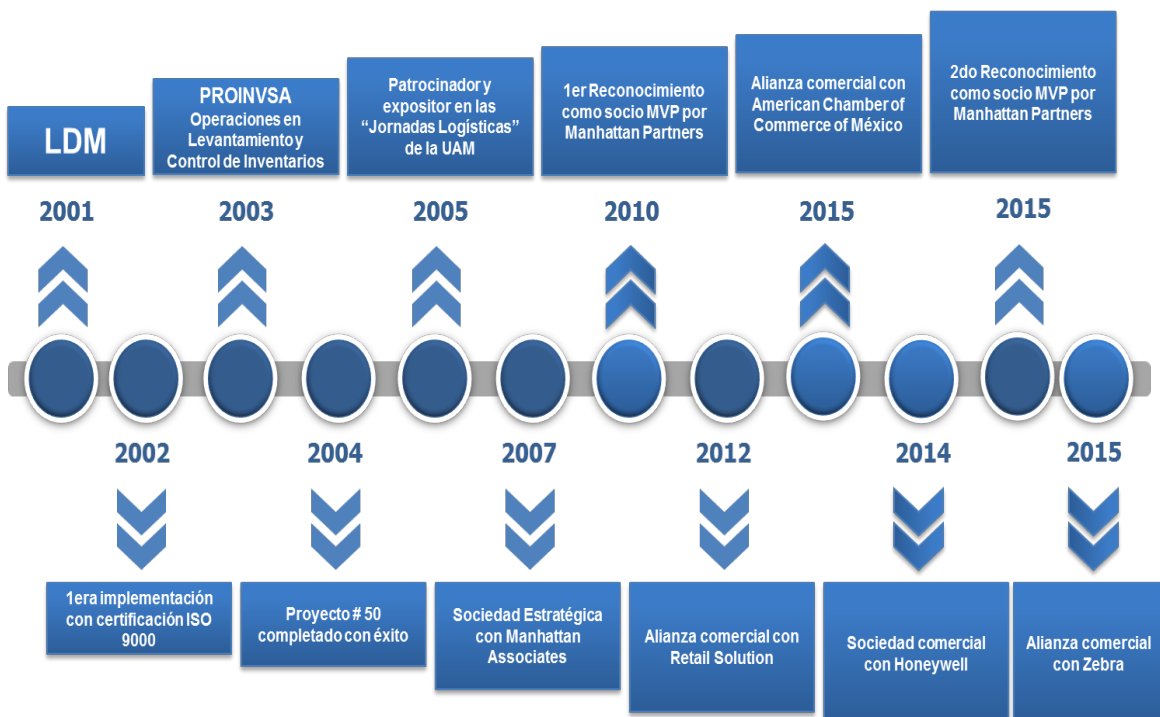 LDM
PROINVSA
Operaciones en
Levantamiento y
Control de Inventarios
Patrocinador y
expositor en las
“Jornadas Logísticas”
de la UAM
1er Reconocimiento
como socio MVP por
Manhattan Partners
Alianza comercial con
American Chamber of
Commerce of México
2do Reconocimiento
como socio MVP por
Manhattan Partners
2001
2003
2005
2010
2015
2015
2002
2004
2007
2012
2014
2015
1era implementación
con certificación ISO
9000
Proyecto # 50
completado con éxito
Sociedad Estratégica
con Manhattan
Associates
Alianza comercial con
Retail Solution
Sociedad comercial
con Honeywell
Alianza comercial
con Zebra